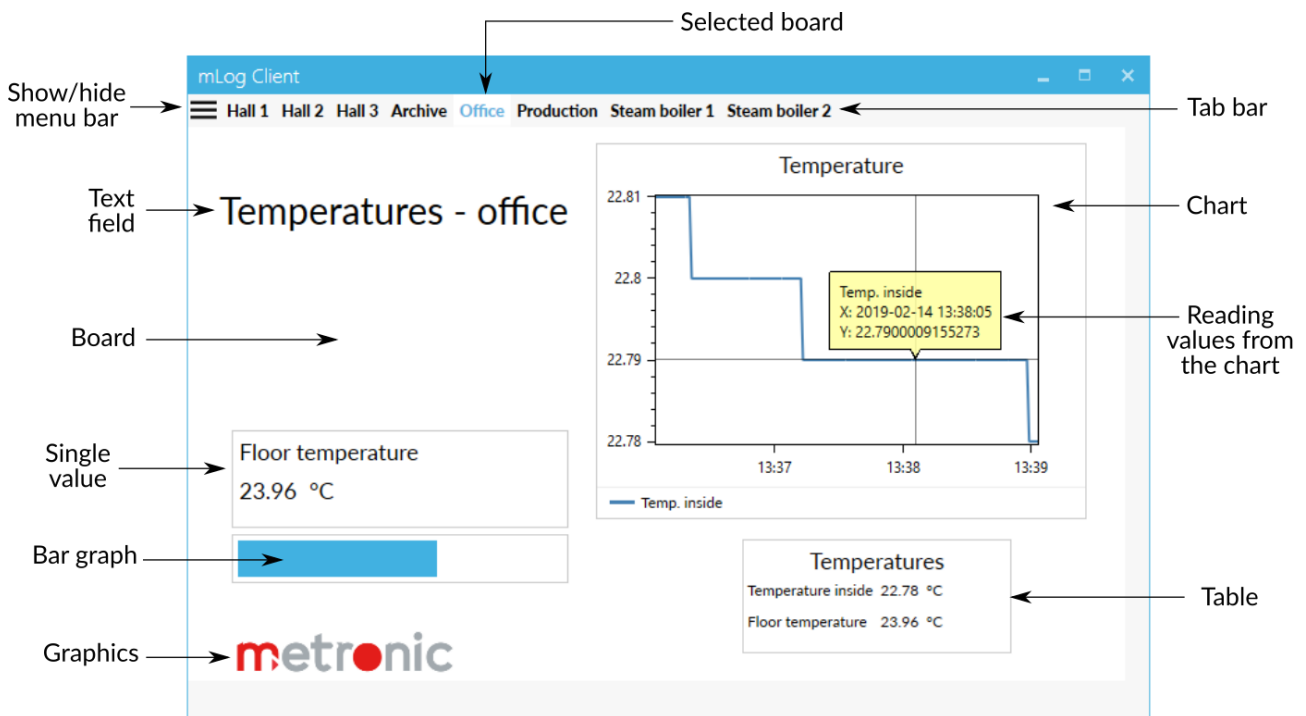 Selected board
mLog Client
Show/hide
menu bar
Hall 1 Hall 2 Hall 3 Archive Office Production Steam boiler 1 Steam boiler 2
Tab bar
Text
field
Temperatures - office
Temperature
22.81
22.8
22.79
22.78
13:37 13:38 13:39
Temp. inside
X: 2019-02-14 13:38:05
Y: 22.7900009155273
Temp. inside
Chart
Reading
values from
the chart
Board
Single
value
Floor temperature
23.96 °C
Bar graph
Temperatures
Temperature inside 22.78 °C
Floor temperature 23.96 °C
Table
Graphics
metronic